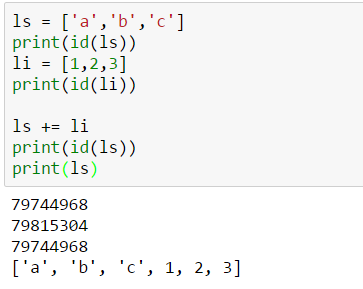 ls = ['a','b','c']
print(id(ls))
li = [1,2,3]
print(id(li))
ls += li
print(id(ls))
print(ls)
79744968
79815304
79744968
['a', 'b', 'c', 1, 2, 3]